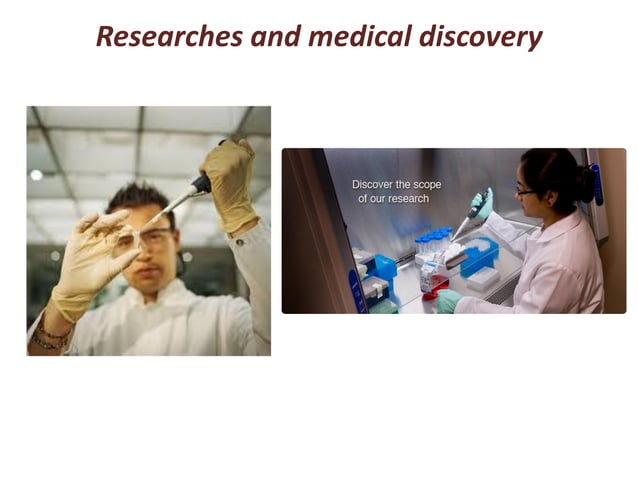 Researches and medical discovery
Discover the scope
of our research